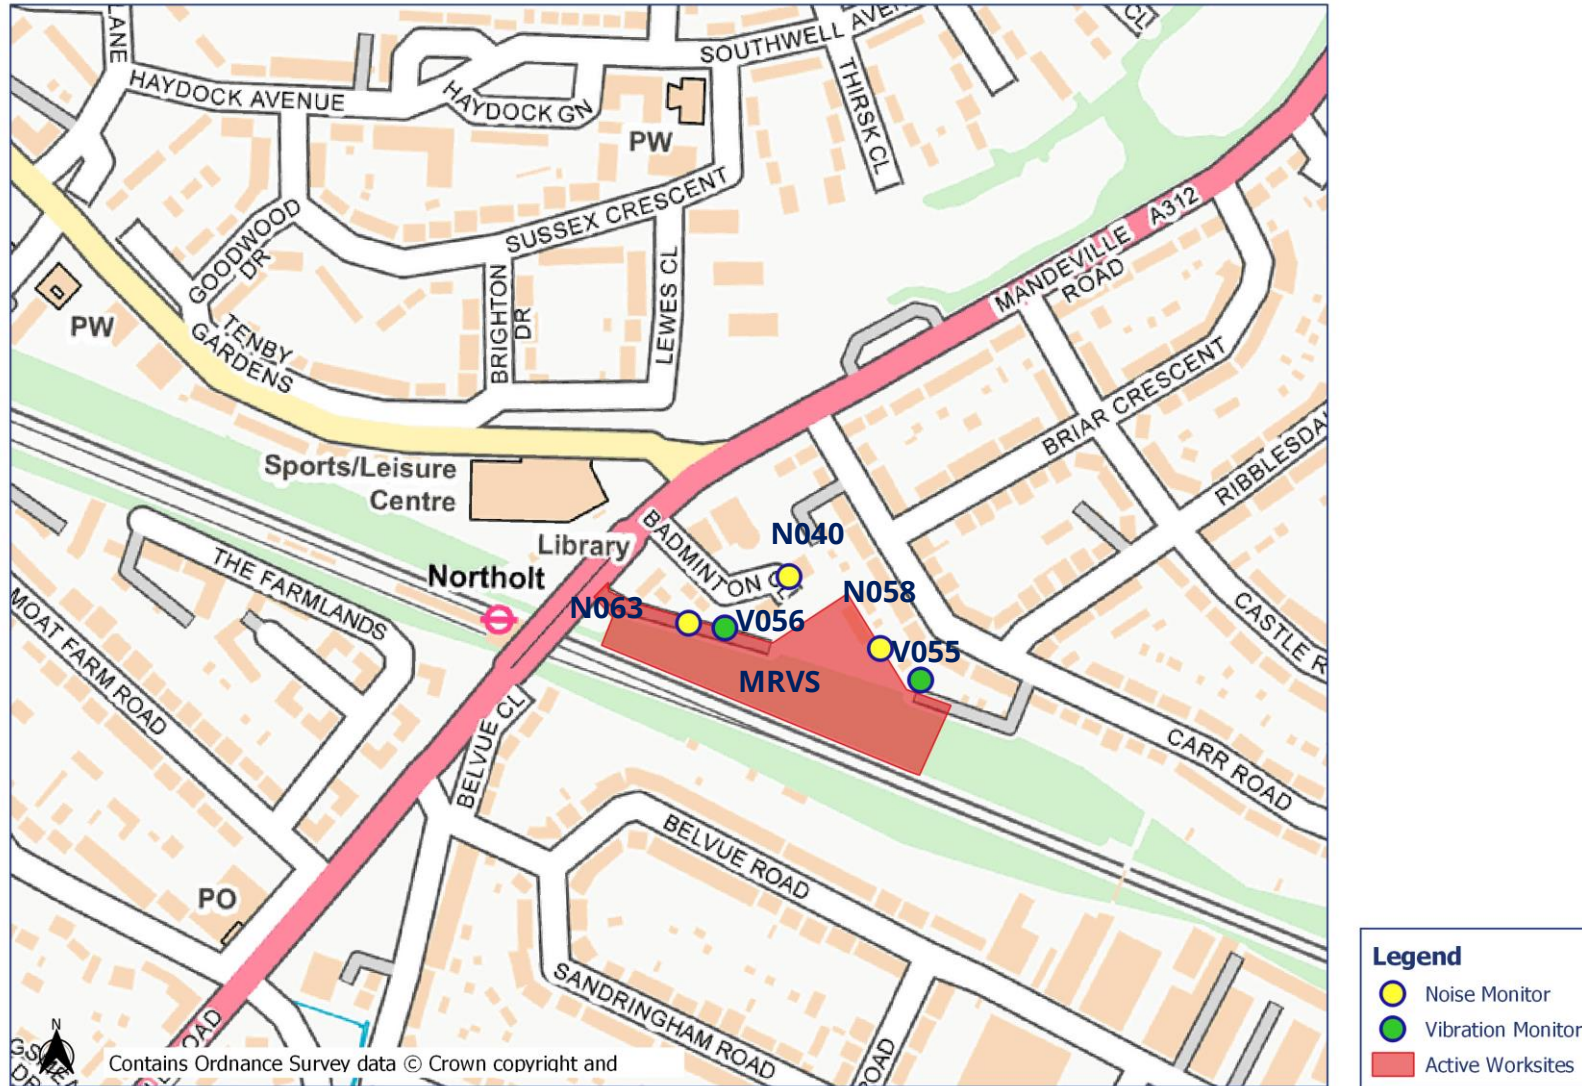 CL
SOUTHWELL AVEN
LANE
HAYDOCK AVENUE
HAYDOCK GN
THIRSK CL
PW
SUSSEX CRESCENT
A312
MANDEVILLE
ROAD
GOODWOOD
DR
LEWES CL
BRIGHTON
DR
PW
TENBY
GARDENS
BRIAR CRESCENT
RIBBLESDA
Sports/Leisure
Centre
BADMINTON
N040
Library
Northolt
THE FARMLANDS
N058
N063
V056
V055
MRVS
CASTLE R
MOAT FARM ROAD
BELVUE CL
CARR ROAD
BELVUE ROAD
PO
SANDRINGHAM ROAD
ROAD
OAD
N
DR
Contains Ordnance Survey data © Crown copyright and
Legend
Noise Monitor
Vibration Monitor
Active Worksites